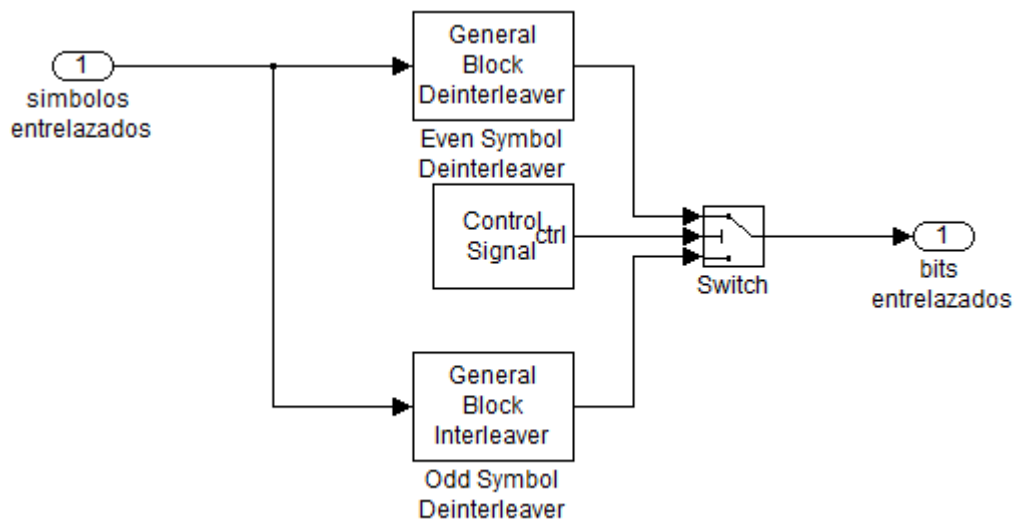 1
simbolos
entrelazados
General
Block
Deinterleaver
Even Symbol
Deinterleaver
Control
Signal
ctrl
Switch
1
bits
entrelazados
General
Block
Interleaver
Odd Symbol
Deinterleaver